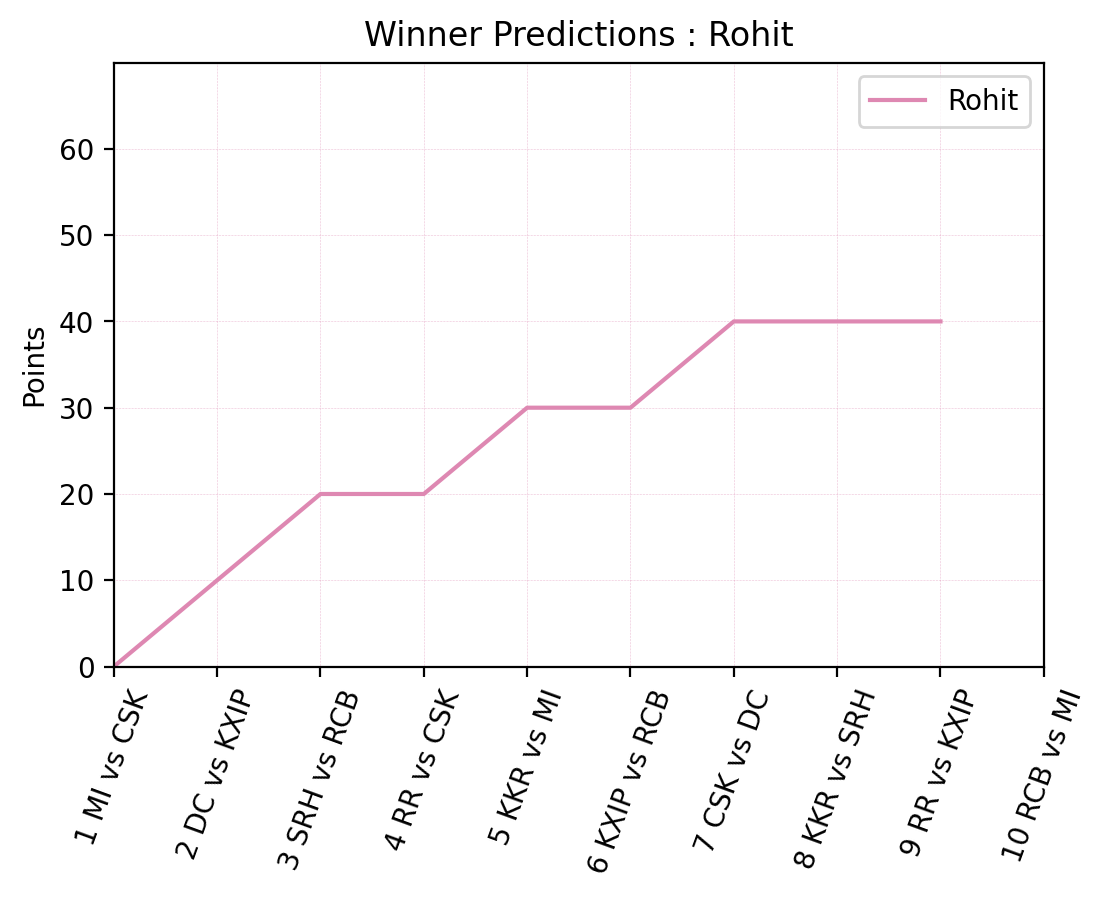 Winner Predictions : Rohit
Rohit
Points
60
50
40
30
20
10
0
1 MI vs CSK
2 DC vs KXIP
3 SRH vs RCB
4 RR vs CSK
5 KKR vs MI
6 KXIP vs RCB
7 CSK vs DC
8 KKR vs SRH
9 RR vs KXIP
10 RCB vs MI